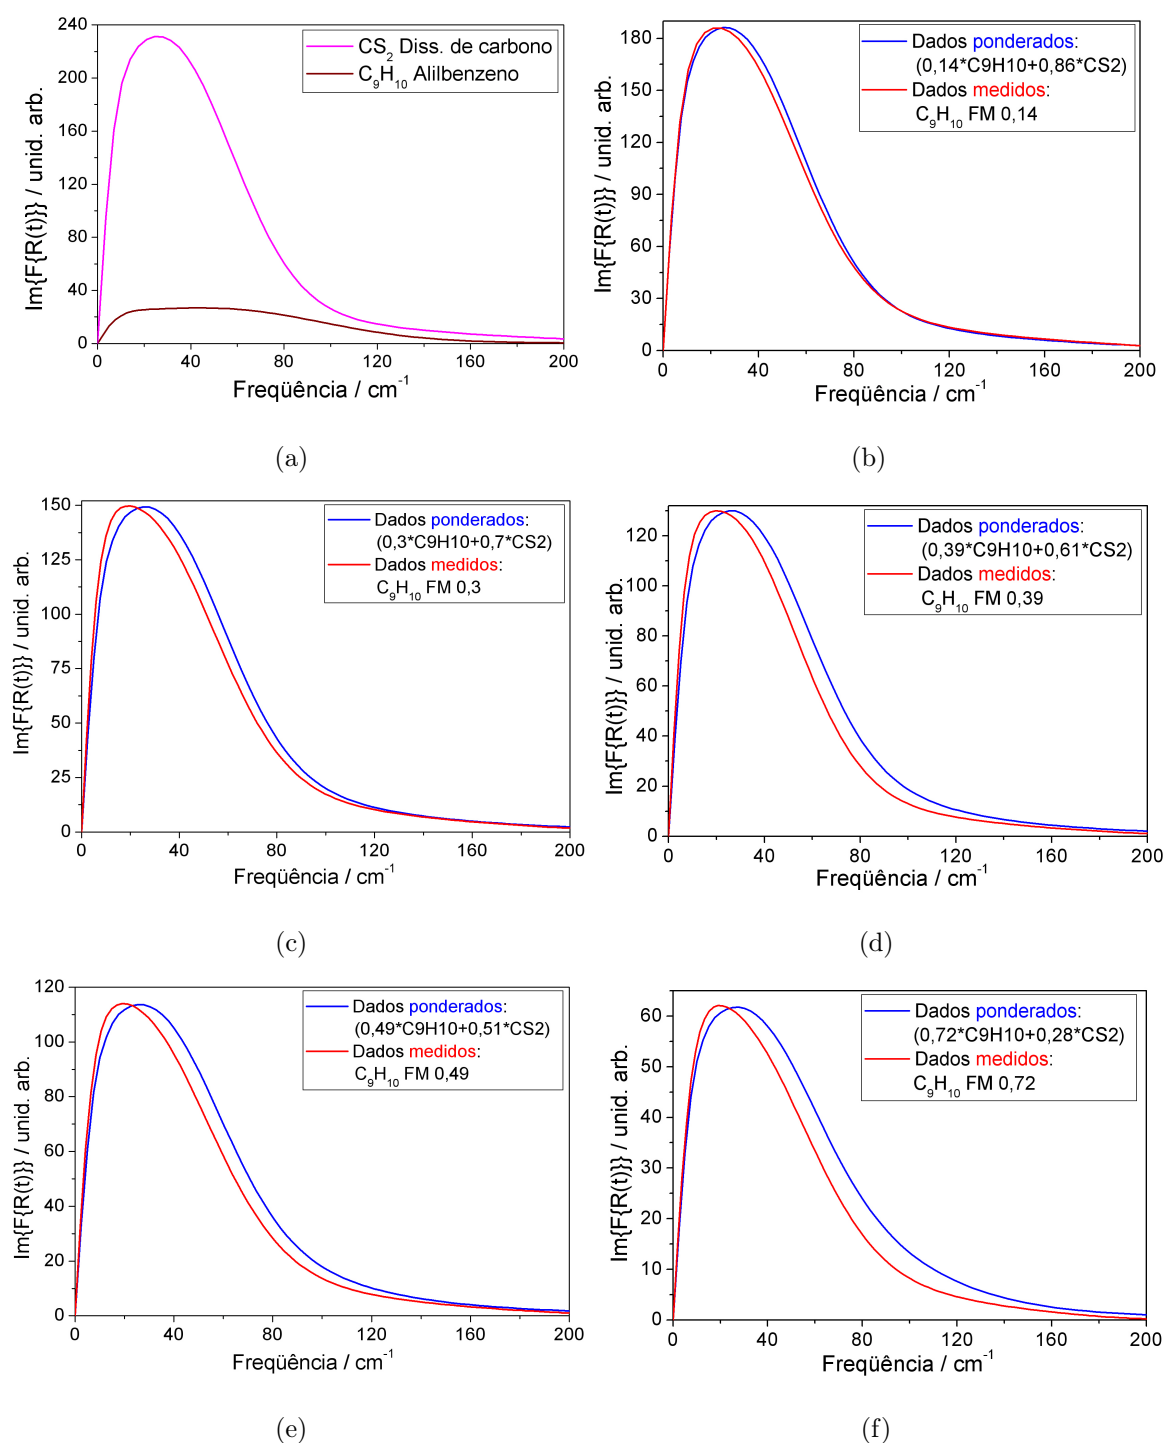 240
200
160
120
80
40
0
Im{F{R(t)}} / unid. arb.
CS2 Diss. de carbono
C9H10 Alilbenzeno
0 40 80 120 160 200
Freqüência / cm-1
(a)
180
150
120
90
60
30
0
Im{F{R(t)}} / unid. arb.
Dados ponderados:
(0,14*C9H10+0,86*CS2)
Dados medidos:
C9H10 FM 0,14
0 40 80 120 160 200
Freqüência / cm-1
(b)
150
125
100
75
50
25
0
Im{F{R(t)}} / unid. arb.
Dados ponderados:
(0,3*C9H10+0,7*CS2)
Dados medidos:
C9H10 FM 0,3
0 40 80 120 160 200
Freqüência / cm-1
(c)
120
100
80
60
40
20
0
Im{F{R(t)}} / unid. arb.
Dados ponderados:
(0,39*C9H10+0,61*CS2)
Dados medidos:
C9H10 FM 0,39
0 40 80 120 160 200
Freqüência / cm-1
(d)
120
100
80
60
40
20
0
Im{F{R(t)}} / unid. arb.
Dados ponderados:
(0,49*C9H10+0,51*CS2)
Dados medidos:
C9H10 FM 0,49
0 40 80 120 160 200
Freqüência / cm-1
(e)
60
50
40
30
20
10
0
Im{F{R(t)}} / unid. arb.
Dados ponderados:
(0,72*C9H10+0,28*CS2)
Dados medidos:
C9H10 FM 0,72
0 40 80 120 160 200
Freqüência / cm-1
(f)